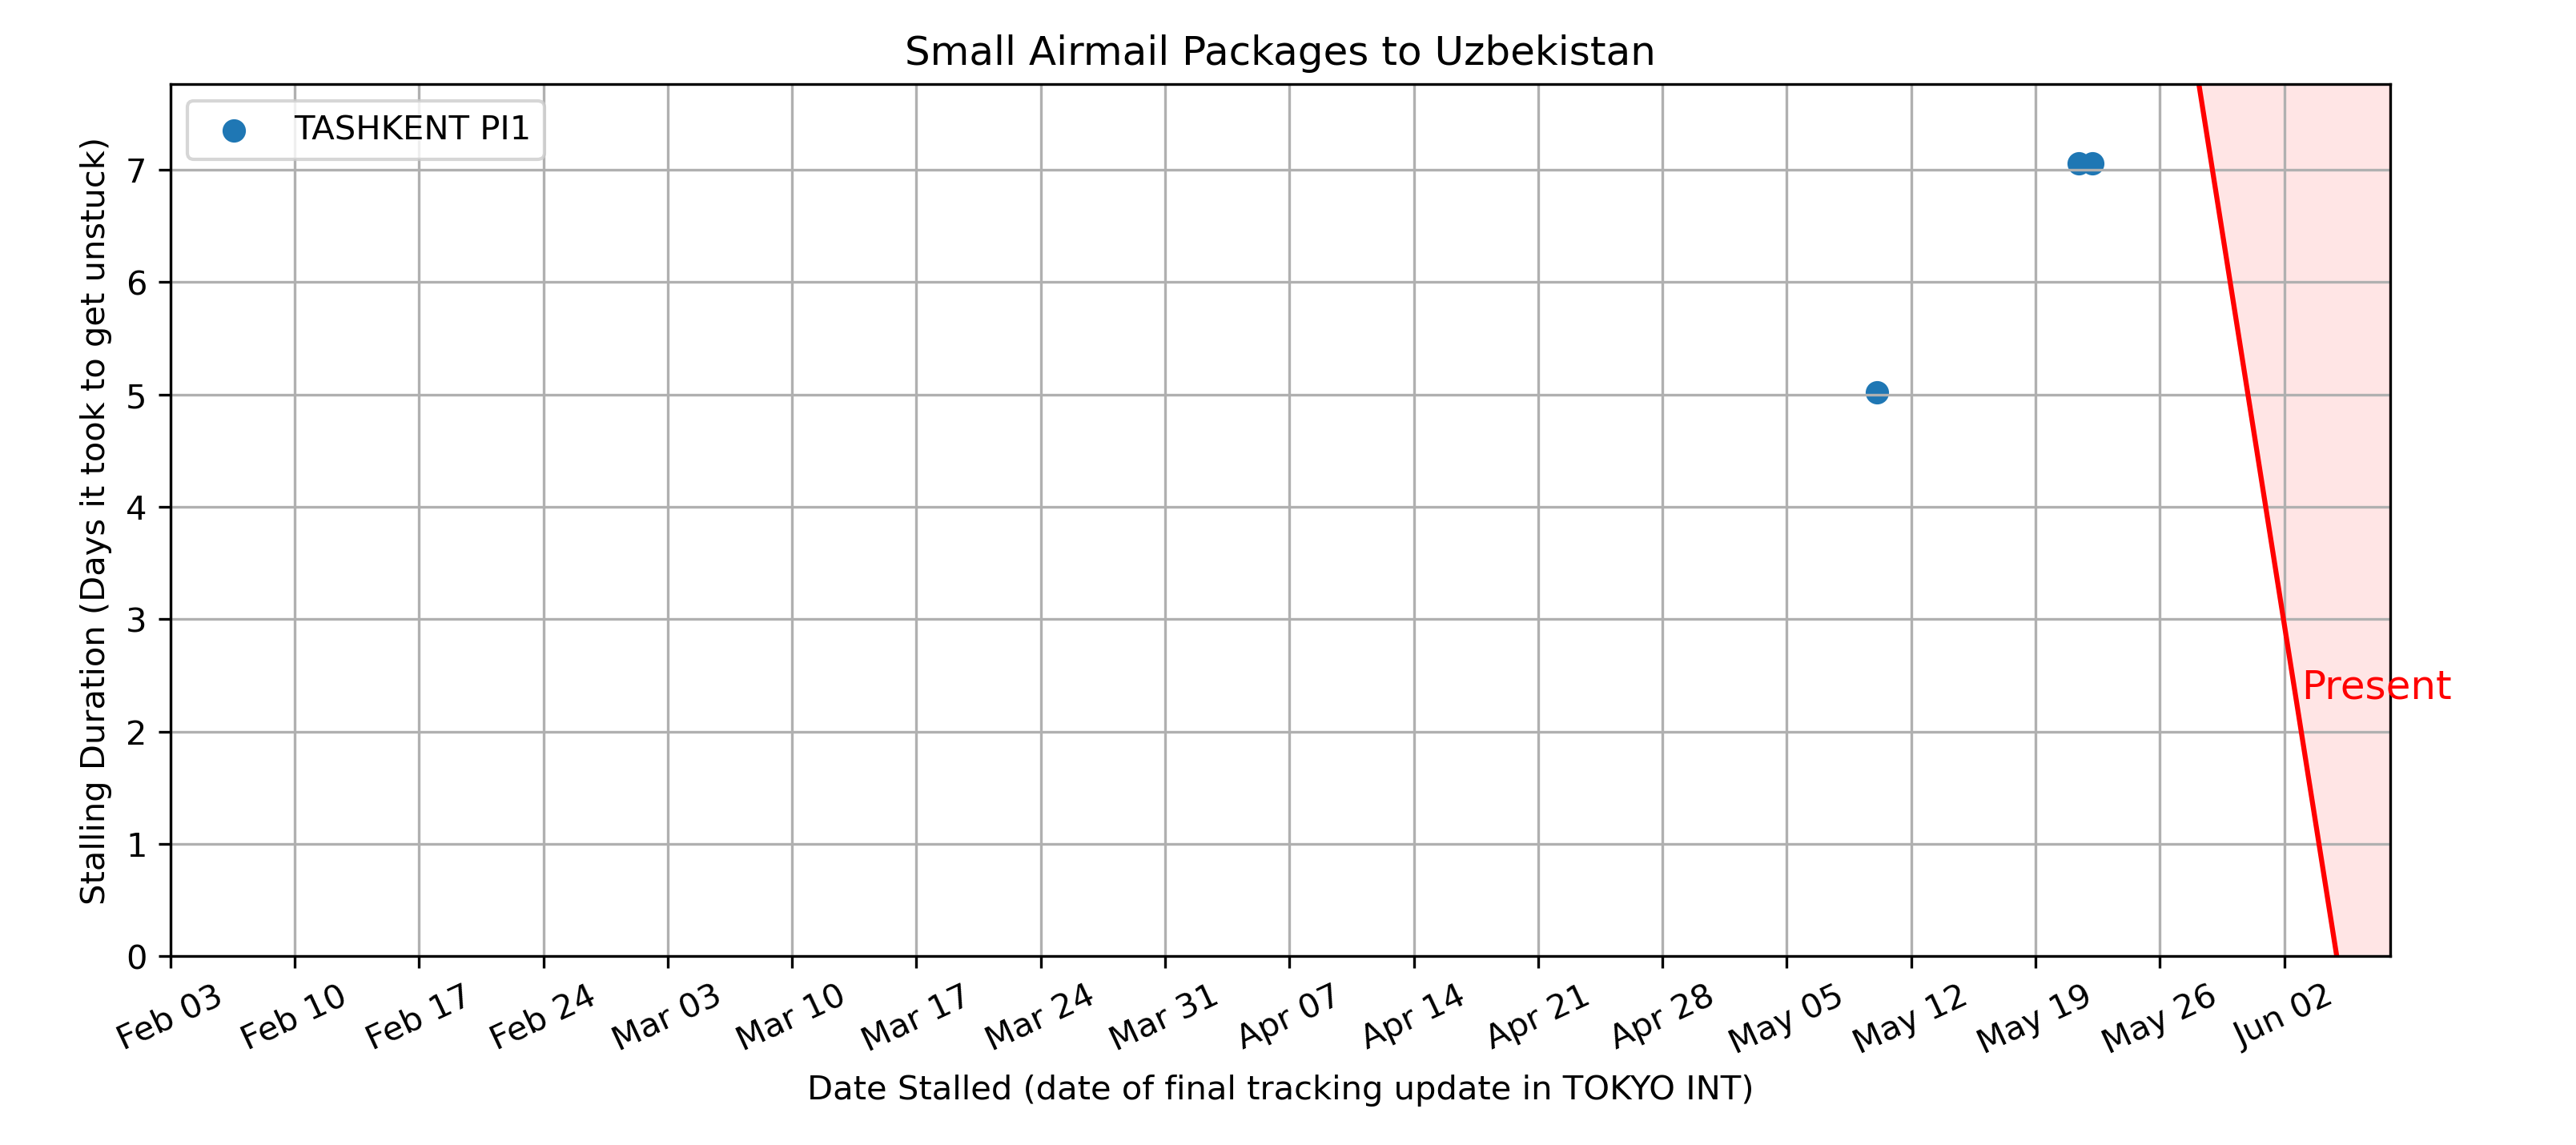 Small Airmail Packages to Uzbekistan
TASHKENT PI1
Stalling Duration (Days it took to get unstuck)
7
6
5
4
3
2
1
0
Present
Feb 03
Feb 10
Feb 17
Feb 24
Mar 03
Mar 10
Mar 17
Mar 24
Mar 31
Apr 07
Apr 14
Apr 21
Apr 28
May 05
May 12
May 19
May 26
Jun 02
Date Stalled (date of final tracking update in TOKYO INT)